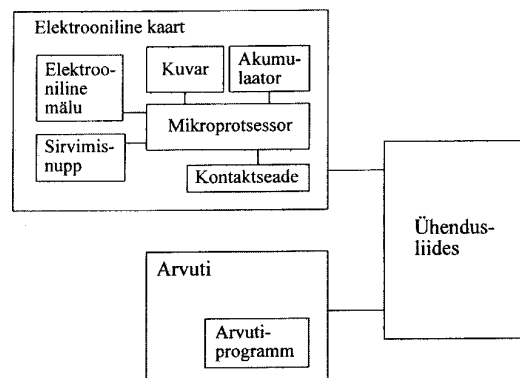 Elektrooniline kaart
Elektroo-
niline
mälu
Kuvar
Akumu-
laator
Mikroprotsessor
Sirvimis-
nupp
Kontaktseade
Ühendus-
liides
Arvuti
Arvuti-
programm